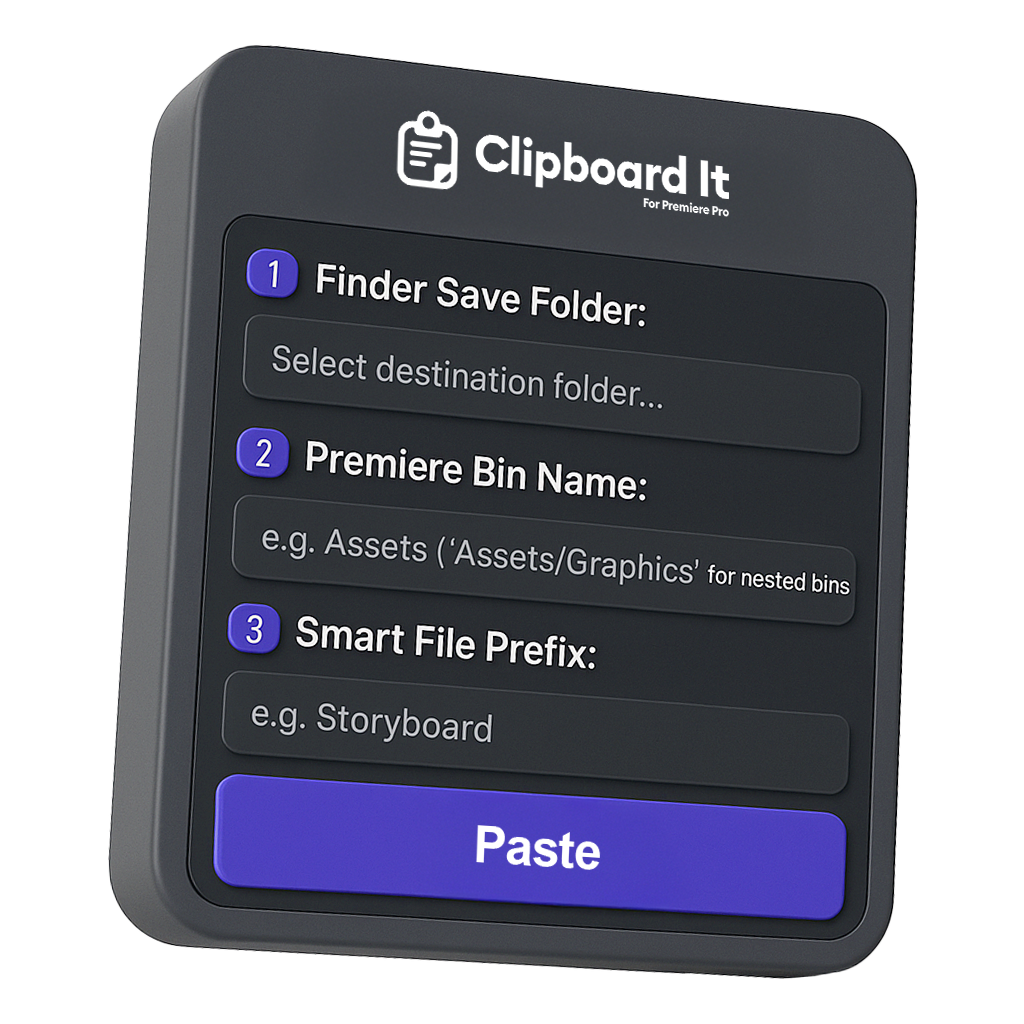 Clipboard It
For Premiere Pro
1 Finder Save Folder:
Select destination folder...
2 Premiere Bin Name:
e.g. Assets (‘Assets/Graphics’ for nested bins
3 Smart File Prefix:
e.g. Storyboard
Paste